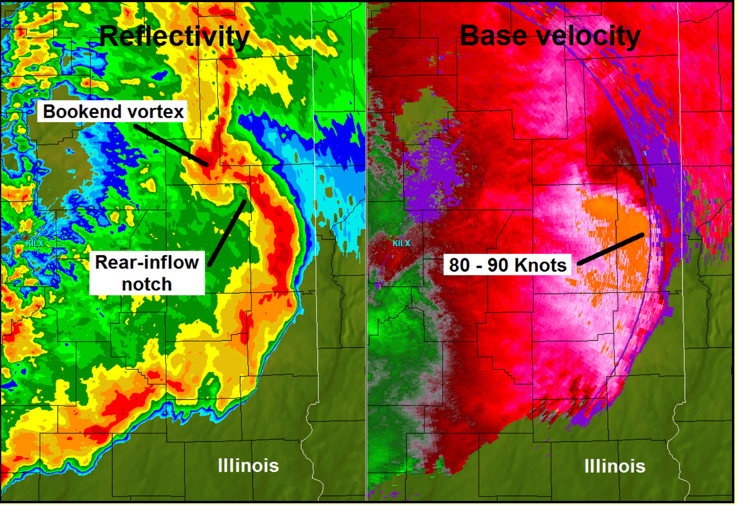 Reflectivity
Base velocity
Bookend vortex
Rear-inflow
notch
KILX
KILX
80 - 90 Knots
Illinois
Illinois